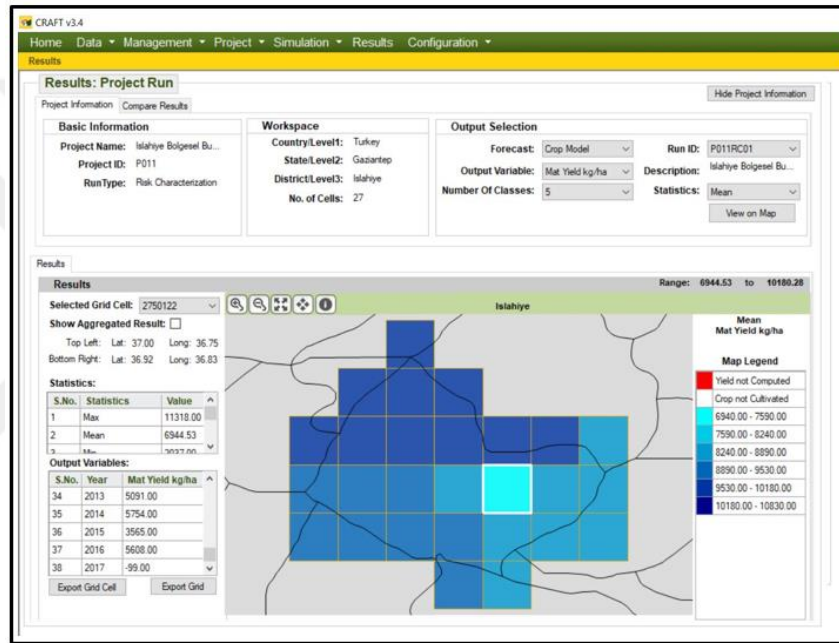 CRAFT v3.4
Home Data Management Project Simulation Results Configuration
Results
Results: Project Run
Hide Project Information
Project Information Compare Results
Basic Information
Project Name: Islahiye Bolgesel Bu...
Project ID: P011
RunType: Risk Characterization
Workspace
Country/Level1: Turkey
State/Level2: Gaziantep
District/Level3: Islahiye
No. of Cells: 27
Output Selection
Forecast: Crop Model Run ID: P011RC01
Output Variable: Mat Yield kg/ha Description: Islahiye Bolgesel Bu...
Number Of Classes: 5 Statistics: Mean
View on Map
Results
Results Range: 6944.53 to 10180.28
Selected Grid Cell: 2750122
Show Aggregated Result:
Top Left: Lat: 37.00 Long: 36.75
Bottom Right: Lat: 36.92 Long: 36.83
Statistics:
S.No. Statistics Value
1 Max 11318.00
2 Mean 6944.53
3 Min 2037.00
Output Variables:
S.No. Year Mat Yield kg/ha
34 2013 5091.00
35 2014 5754.00
36 2015 3565.00
37 2016 5608.00
38 2017 -99.00
Export Grid Cell Export Grid
Islahiye
Mean
Mat Yield kg/ha
Map Legend
Yield not Computed
Crop not Cultivated
6940.00 - 7590.00
7590.00 - 8240.00
8240.00 - 8890.00
8890.00 - 9530.00
9530.00 - 10180.00
10180.00 - 10830.00